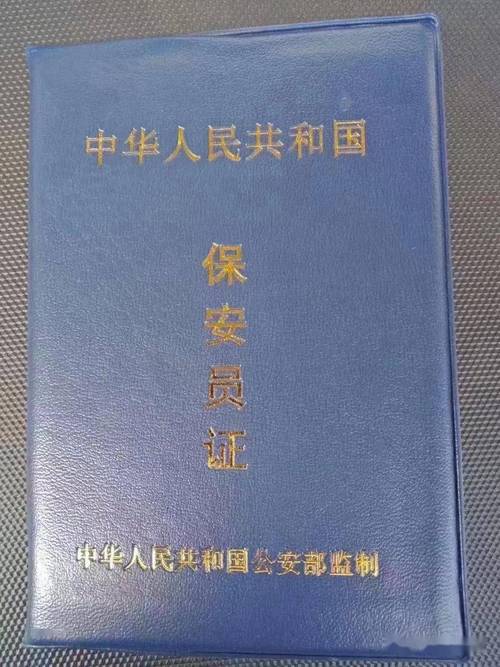 中华人民共和国
保
安
员
证
中华人民共和国公安部监制